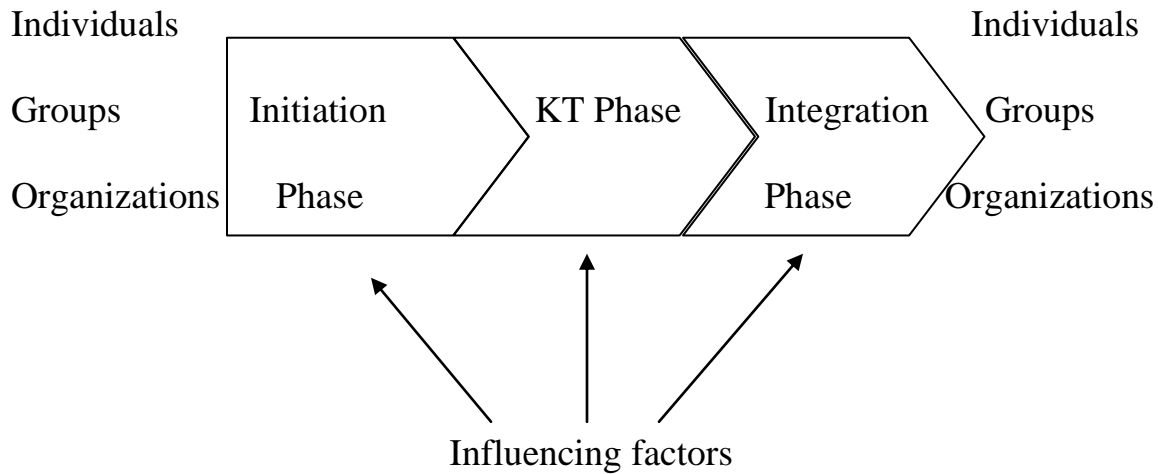 Individuals Individuals
Groups Initiation KT Phase Integration Groups
Organizations Phase Phase Organizations
Influencing factors